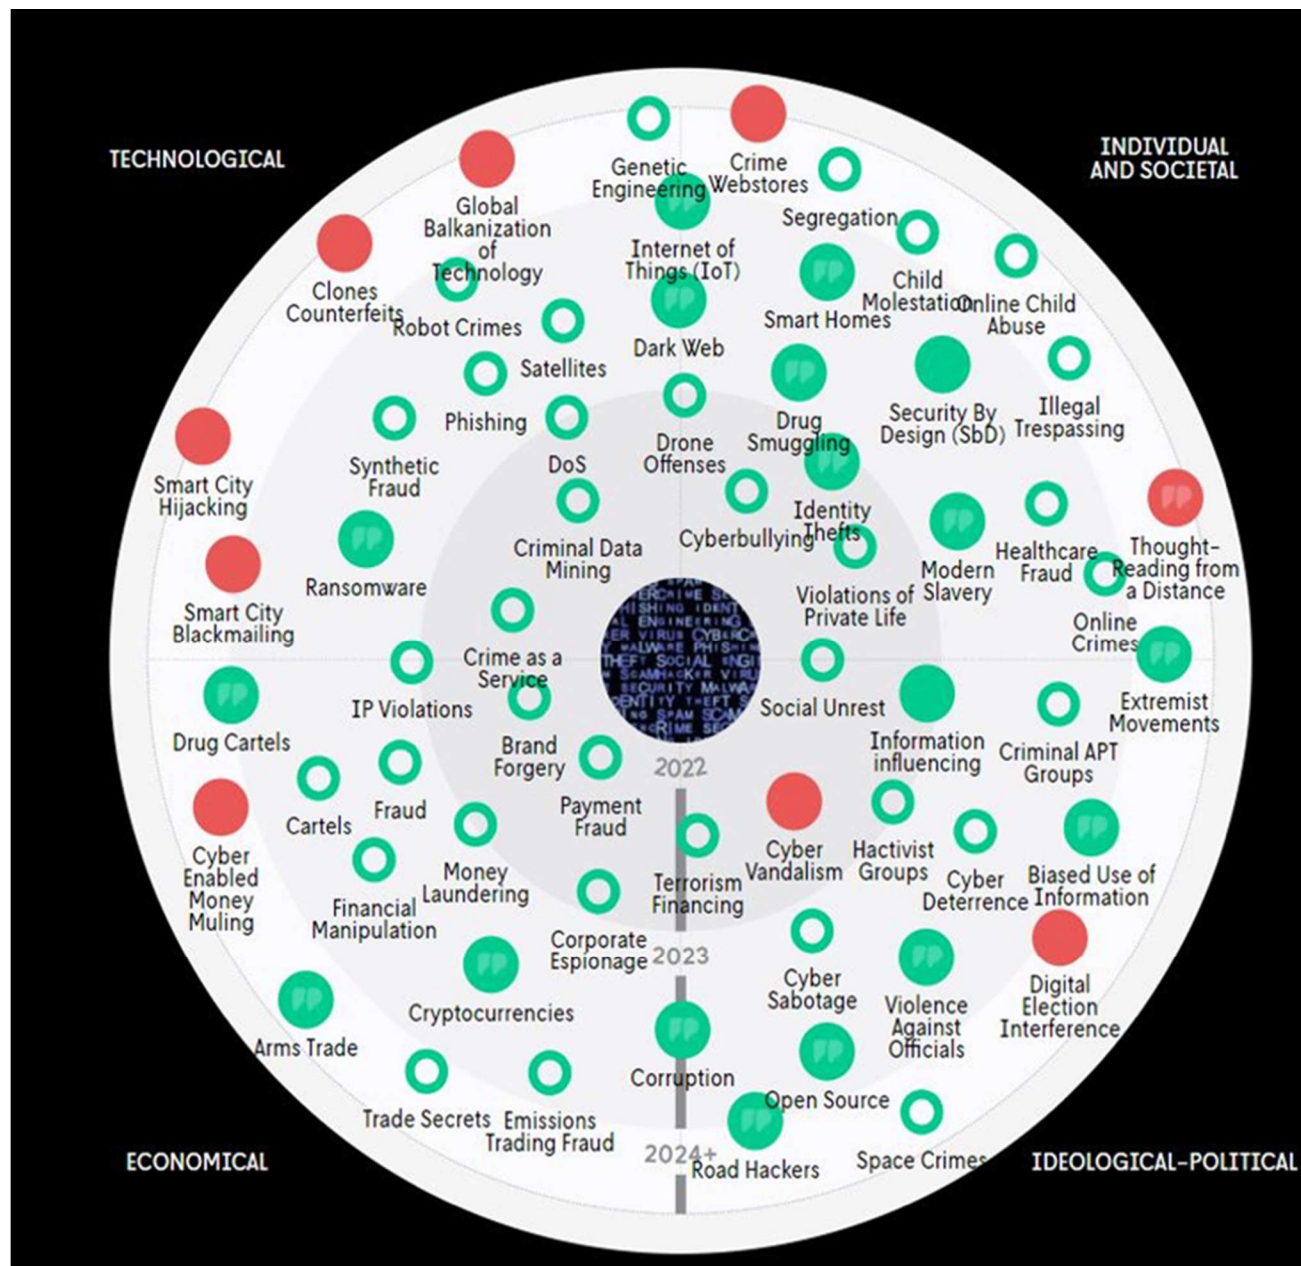 TECHNOLOGICAL
INDIVIDUAL
AND SOCIETAL
Genetic
Engineering
Crime
Webstores
Global
Balkanization
of
Technology
Segregation
Clones
Counterfeits
Internet of
Things (IoT)
Child
Molestation
Online Child
Abuse
Robot Crimes
Smart Homes
Satellites
Dark Web
Phishing
Drug
Smuggling
Security By
Design (SbD)
Illegal
Trespassing
Synthetic
Fraud
DoS
Drone
Offenses
Smart City
Hijacking
Criminal Data
Mining
Cyberbullying
Identity
Thefts
Modern
Slavery
Healthcare
Fraud
Thought-
Reading from
a Distance
Ransomware
Violations of
Private Life
Smart City
Blackmailing
Online
Crimes
Crime as a
Service
IP Violations
Social Unrest
Extremist
Movements
Drug Cartels
Brand
Forgery
Information
influencing
Criminal APT
Groups
2022
Cartels
Fraud
Payment
Fraud
Cyber
Enabled
Money
Muling
Money
Laundering
Terrorism
Financing
Cyber
Vandalism
Hactivist
Groups
Cyber
Deterrence
Biased Use of
Information
Financial
Manipulation
Corporate
Espionage
2023
Cyber
Sabotage
Violence
Against
Officials
Digital
Election
Interference
Cryptocurrencies
Arms Trade
Corruption
Open Source
Trade Secrets
Emissions
Trading Fraud
2024+
Road Hackers
Space Crimes
ECONOMICAL
IDEOLOGICAL-POLITICAL